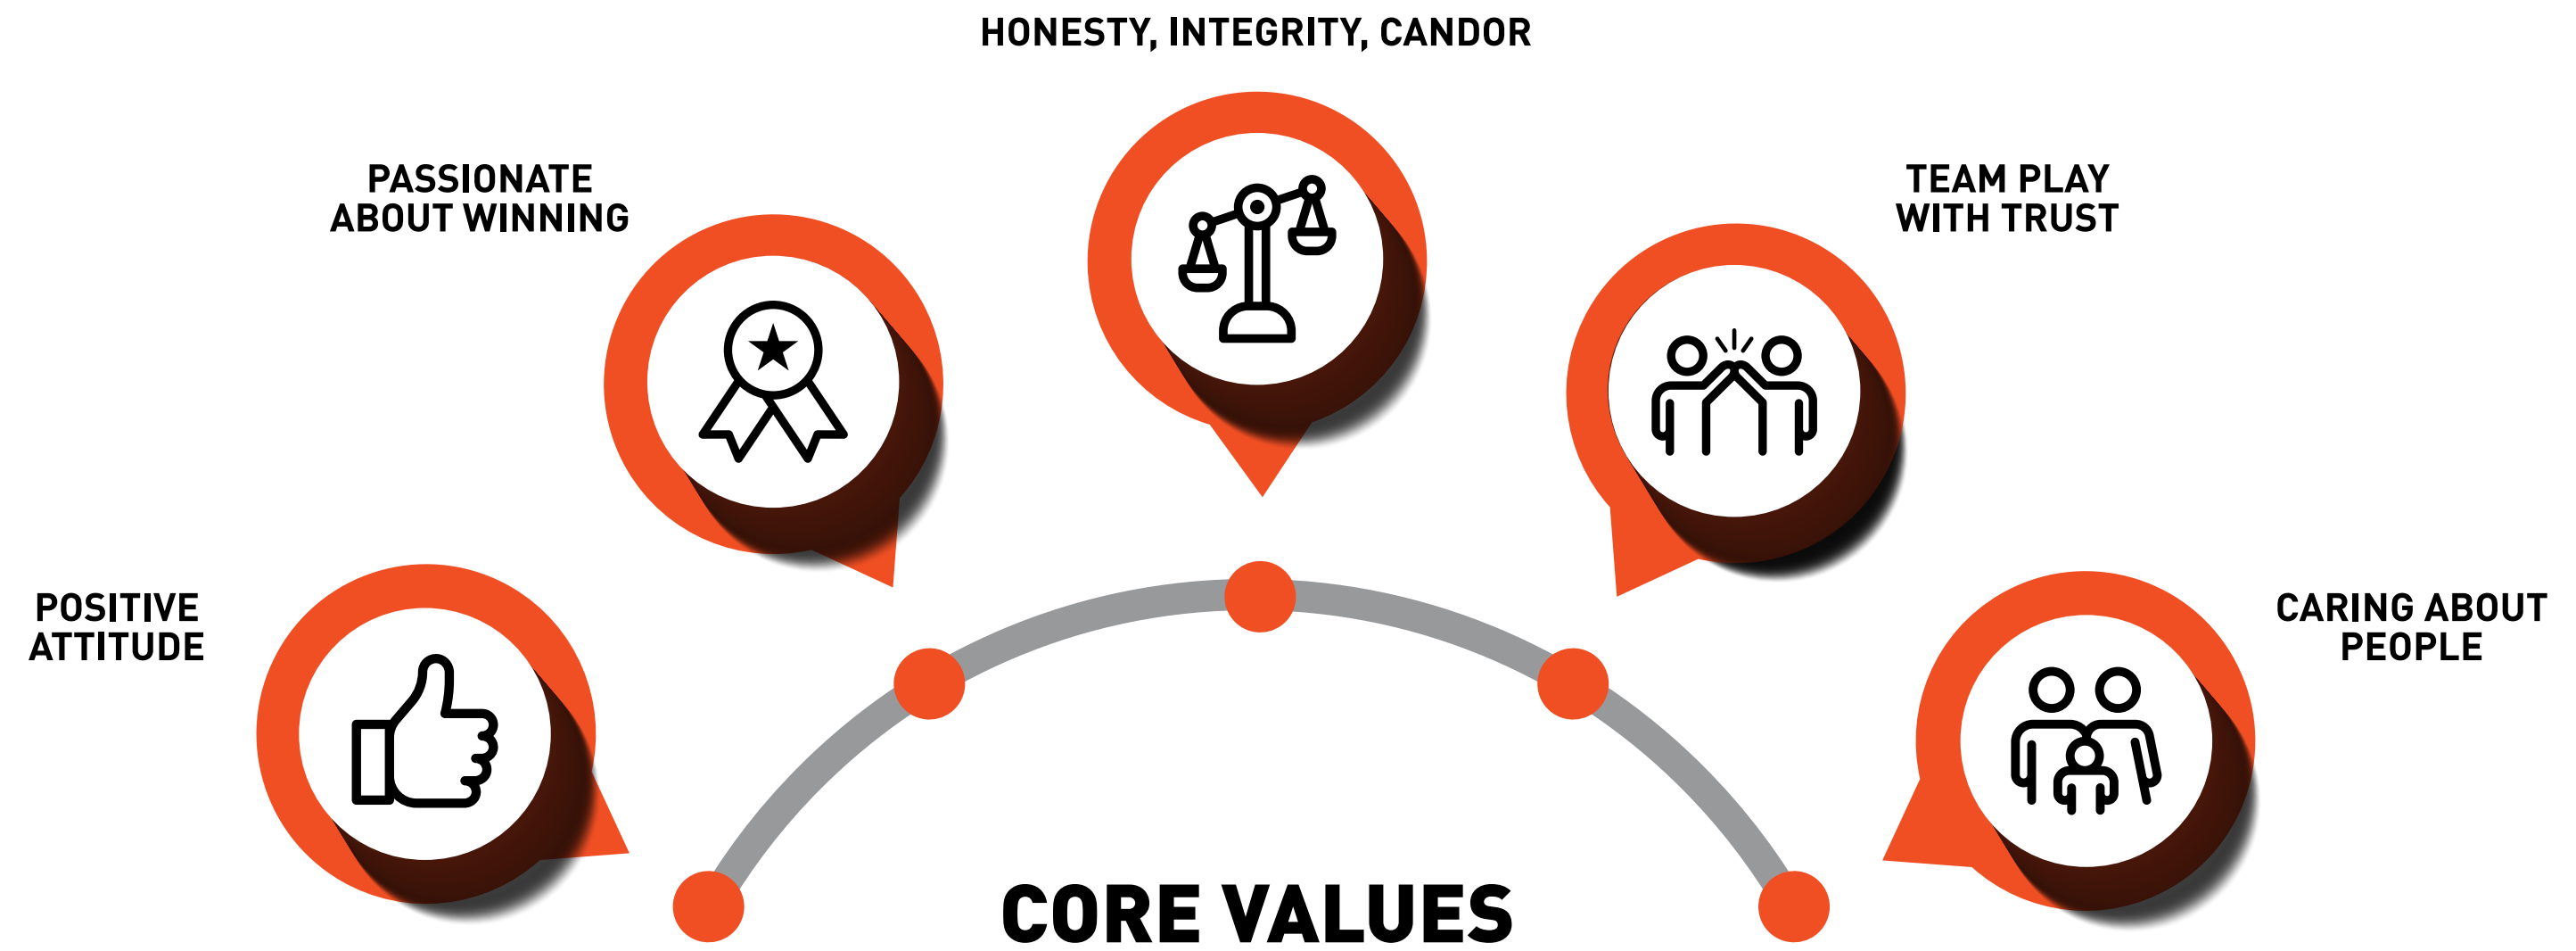 HONESTY, INTEGRITY, CANDOR
PASSIONATE
ABOUT WINNING
TEAM PLAY
WITH TRUST
POSITIVE
ATTITUDE
CARING ABOUT
PEOPLE
CORE VALUES